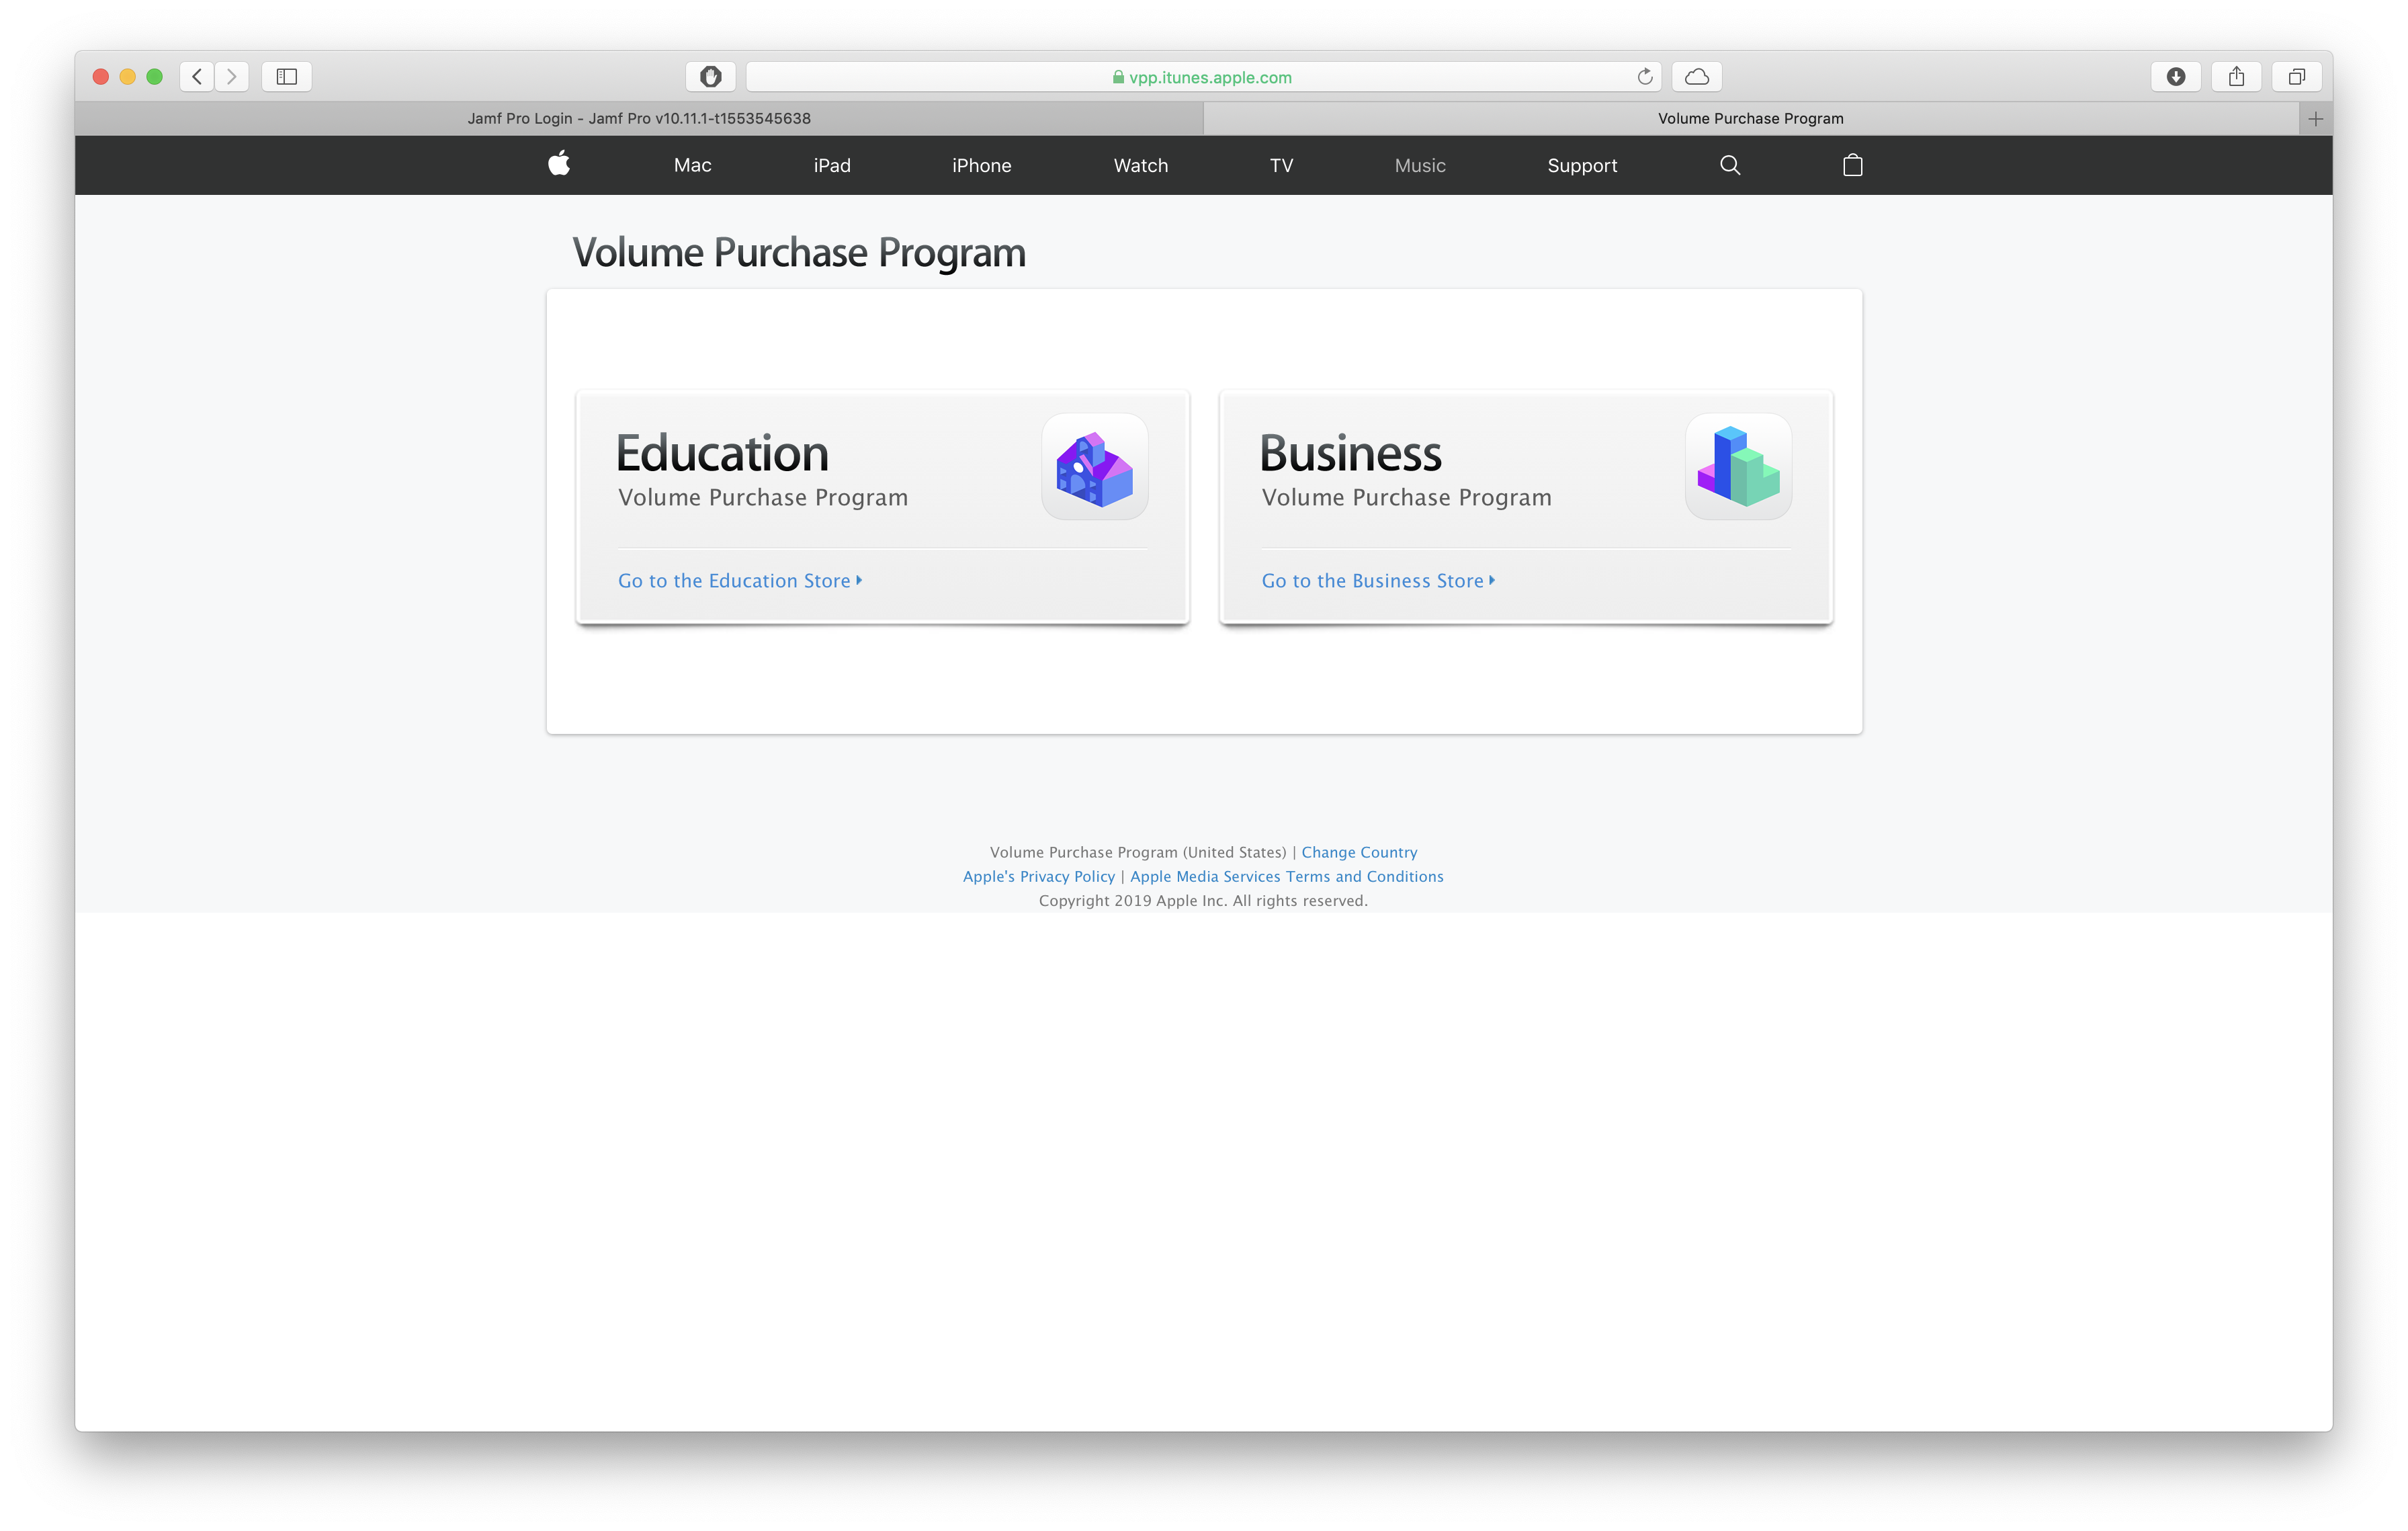 vpp.itunes.apple.com
Jamf Pro Login - Jamf Pro v10.11.1-t1553545638
Volume Purchase Program
Mac iPad iPhone Watch TV Music Support
Volume Purchase Program
Education
Volume Purchase Program
Go to the Education Store
Business
Volume Purchase Program
Go to the Business Store
Volume Purchase Program (United States) | Change Country
Apple's Privacy Policy | Apple Media Services Terms and Conditions
Copyright 2019 Apple Inc. All rights reserved.